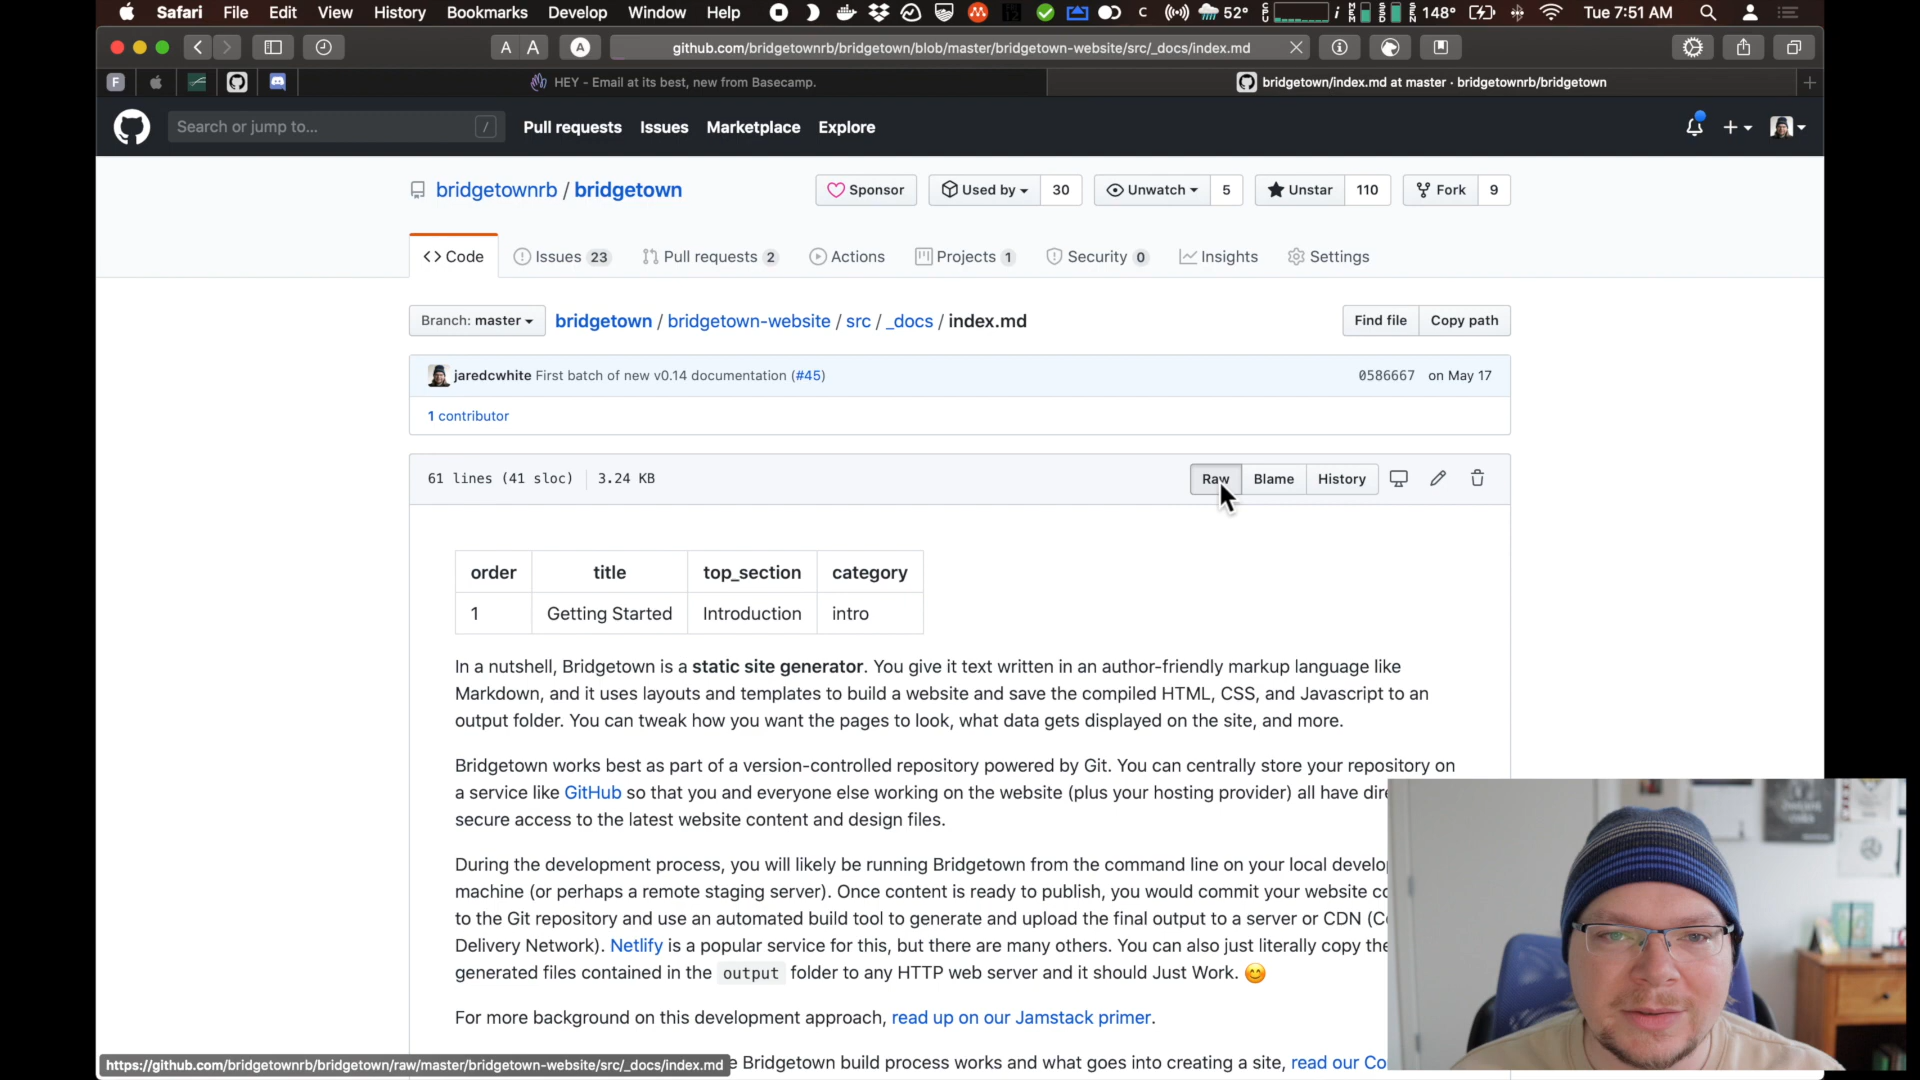 Safari File Edit View History Bookmarks Develop Window Help 52° 148° Tue 7:51 AM
A A A github.com/bridgetownrb/bridgetown/blob/master/bridgetown-website/src/_docs/index.md
F HEY - Email at its best, new from Basecamp. bridgetown/index.md at master · bridgetownrb/bridgetown
Search or jump to... / Pull requests Issues Marketplace Explore
bridgetownrb / bridgetown Sponsor Used by 30 Unwatch 5 Unstar 110 Fork 9
<> Code Issues 23 Pull requests 2 Actions Projects 1 Security 0 Insights Settings
Branch: master bridgetown / bridgetown-website / src / _docs / index.md Find file Copy path
jaredcwhite First batch of new v0.14 documentation (#45) 0586667 on May 17
1 contributor
61 lines (41 sloc) 3.24 KB Raw Blame History
order title top_section category
1 Getting Started Introduction intro
In a nutshell, Bridgetown is a static site generator. You give it text written in an author-friendly markup language like
Markdown, and it uses layouts and templates to build a website and save the compiled HTML, CSS, and Javascript to an
output folder. You can tweak how you want the pages to look, what data gets displayed on the site, and more.
Bridgetown works best as part of a version-controlled repository powered by Git. You can centrally store your repository on
a service like GitHub so that you and everyone else working on the website (plus your hosting provider) all have dire
secure access to the latest website content and design files.
During the development process, you will likely be running Bridgetown from the command line on your local develo
machine (or perhaps a remote staging server). Once content is ready to publish, you would commit your website co
to the Git repository and use an automated build tool to generate and upload the final output to a server or CDN (Co
Delivery Network). Netlify is a popular service for this, but there are many others. You can also just literally copy the
generated files contained in the output folder to any HTTP web server and it should Just Work. 😊
For more background on this development approach, read up on our Jamstack primer.
e Bridgetown build process works and what goes into creating a site, read our Co
https://github.com/bridgetownrb/bridgetown/raw/master/bridgetown-website/src/_docs/index.md